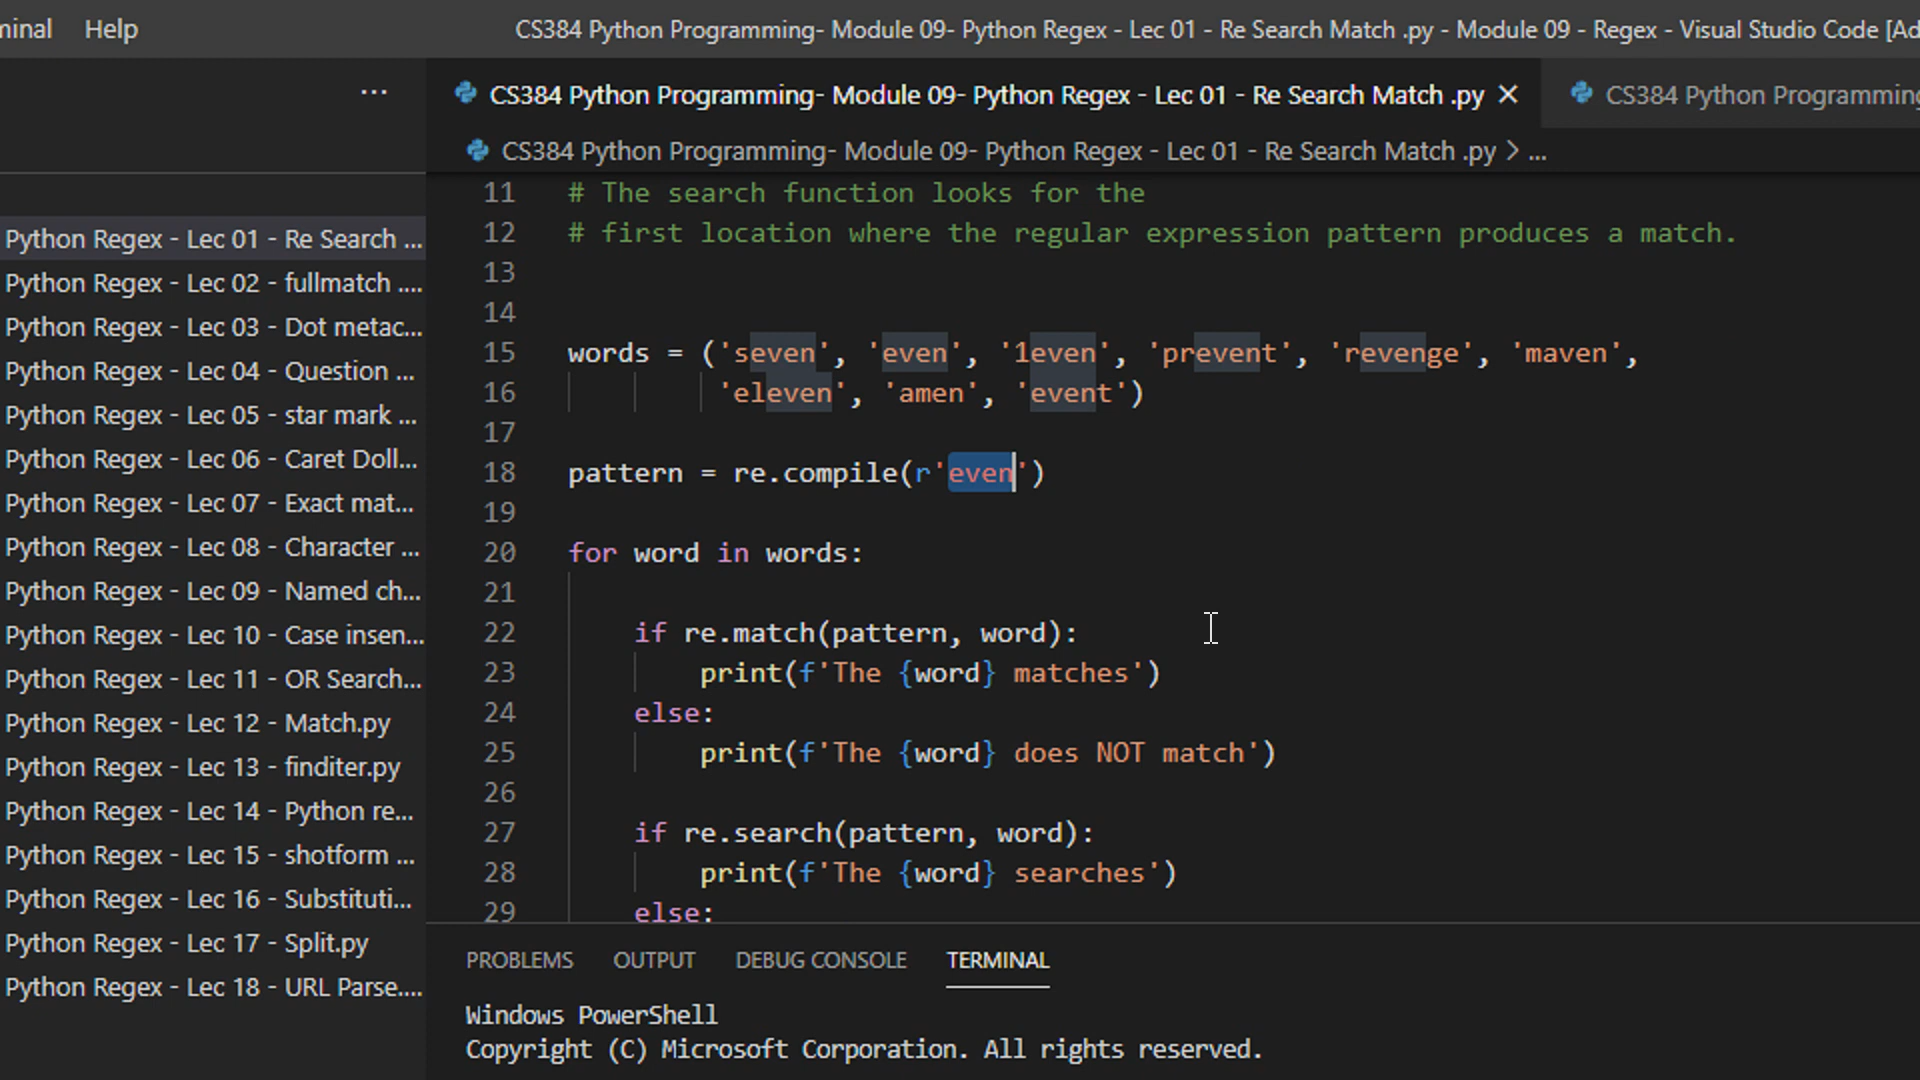 minal Help CS384 Python Programming- Module 09- Python Regex - Lec 01 - Re Search Match .py - Module 09 - Regex - Visual Studio Code [Ad
... CS384 Python Programming- Module 09- Python Regex - Lec 01 - Re Search Match .py CS384 Python Programming
CS384 Python Programming- Module 09- Python Regex - Lec 01 - Re Search Match .py > ...
Python Regex - Lec 01 - Re Search ...
Python Regex - Lec 02 - fullmatch ....
Python Regex - Lec 03 - Dot metac...
Python Regex - Lec 04 - Question ...
Python Regex - Lec 05 - star mark ...
Python Regex - Lec 06 - Caret Doll...
Python Regex - Lec 07 - Exact mat...
Python Regex - Lec 08 - Character ...
Python Regex - Lec 09 - Named ch...
Python Regex - Lec 10 - Case insen...
Python Regex - Lec 11 - OR Search...
Python Regex - Lec 12 - Match.py
Python Regex - Lec 13 - finditer.py
Python Regex - Lec 14 - Python re...
Python Regex - Lec 15 - shotform ...
Python Regex - Lec 16 - Substituti...
Python Regex - Lec 17 - Split.py
Python Regex - Lec 18 - URL Parse....
11 # The search function looks for the
12 # first location where the regular expression pattern produces a match.
13
14
15 words = ('seven', 'even', '1even', 'prevent', 'revenge', 'maven',
16 'eleven', 'amen', 'event')
17
18 pattern = re.compile(r'even')
19
20 for word in words:
21
22 if re.match(pattern, word):
23 print(f'The {word} matches')
24 else:
25 print(f'The {word} does NOT match')
26
27 if re.search(pattern, word):
28 print(f'The {word} searches')
29 else:
PROBLEMS OUTPUT DEBUG CONSOLE TERMINAL
Windows PowerShell
Copyright (C) Microsoft Corporation. All rights reserved.